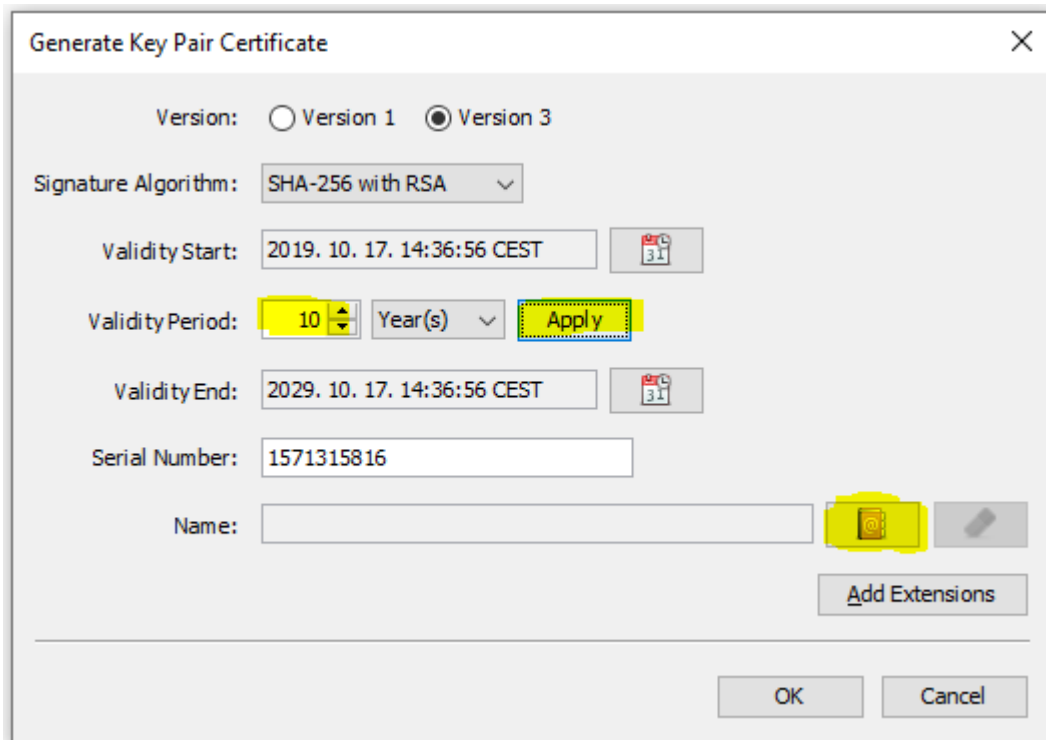 Generate Key Pair Certificate
Version: Version 1 Version 3
Signature Algorithm: SHA-256 with RSA
Validity Start: 2019. 10. 17. 14:36:56 CEST
Validity Period: 10 Year(s) Apply
Validity End: 2029. 10. 17. 14:36:56 CEST
Serial Number: 1571315816
Name:
Add Extensions
OK Cancel